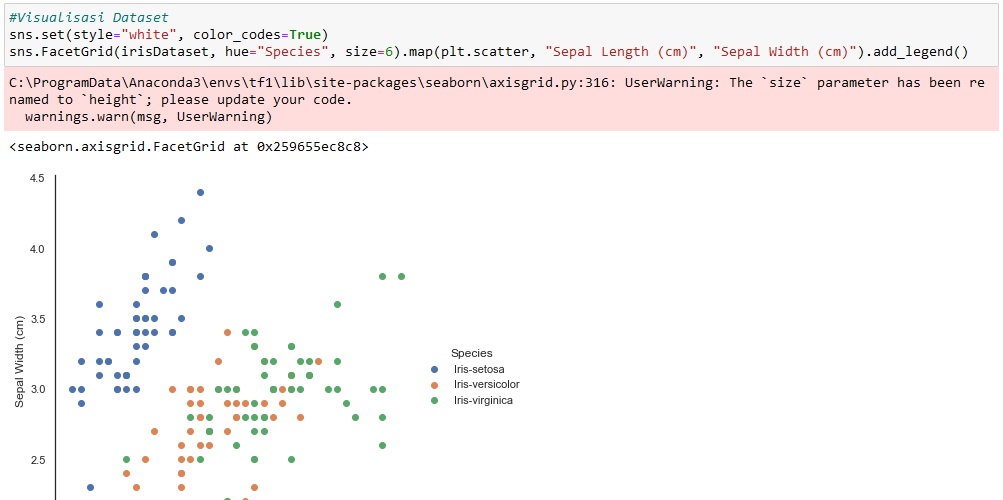 #Visualisasi Dataset
sns.set(style="white", color_codes=True)
sns.FacetGrid(irisDataset, hue="Species", size=6).map(plt.scatter, "Sepal Length (cm)", "Sepal Width (cm)").add_legend()
C:\ProgramData\Anaconda3\envs\tf1\lib\site-packages\seaborn\axisgrid.py:316: UserWarning: The `size` parameter has been re
named to `height`; please update your code.
  warnings.warn(msg, UserWarning)
<seaborn.axisgrid.FacetGrid at 0x259655ec8c8>
4.5
4.0
3.5
3.0
2.5
Sepal Width (cm)
Species
Iris-setosa
Iris-versicolor
Iris-virginica